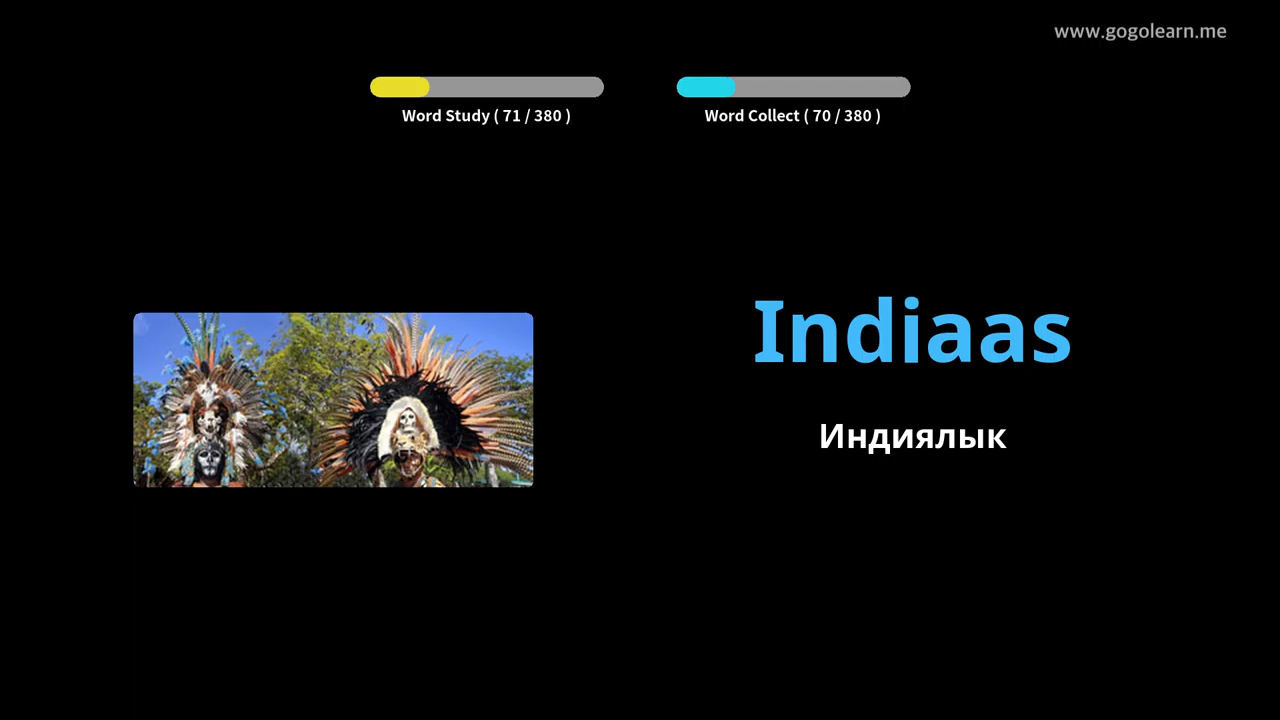 www.gogolearn.me
Word Study ( 71 / 380 )
Word Collect ( 70 / 380 )
Indiaas
Индиялык